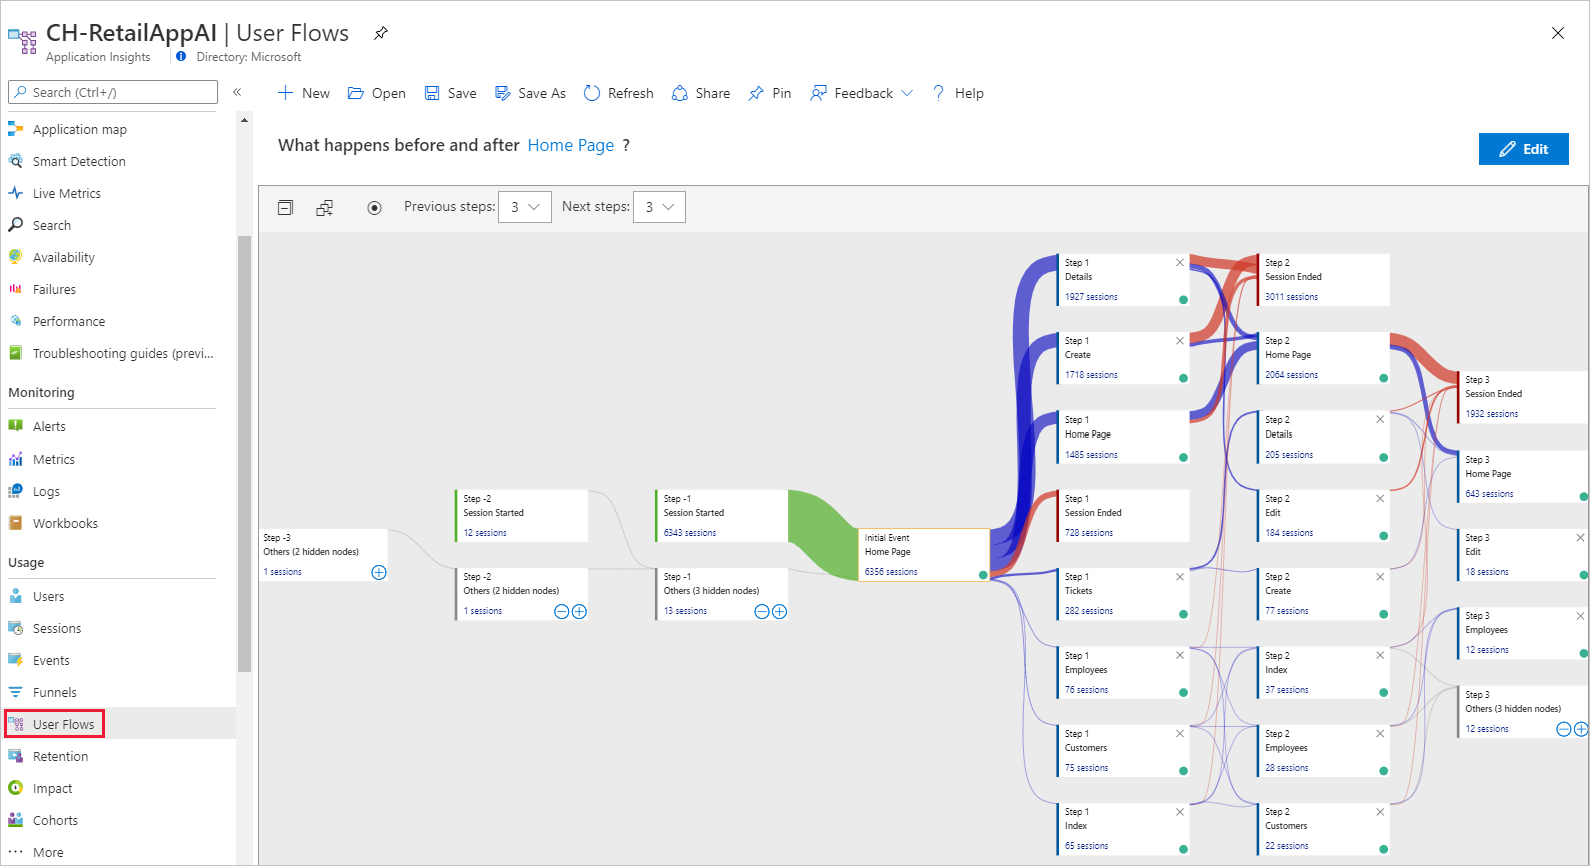 CH-RetailAppAI | User Flows
Application Insights
Directory: Microsoft
Search (Ctrl+/)
Application map
Smart Detection
Live Metrics
Search
Availability
Failures
Performance
Troubleshooting guides (previ...
Monitoring
Alerts
Metrics
Logs
Workbooks
Usage
Users
Sessions
Events
Funnels
User Flows
Retention
Impact
Cohorts
More
New
Open
Save
Save As
Refresh
Share
Pin
Feedback
Help
What happens before and after Home Page ?
Edit
Previous steps: 3
Next steps: 3
Step -3
Others (2 hidden nodes)
1 sessions
Step -2
Session Started
12 sessions
Step -2
Others (2 hidden nodes)
1 sessions
Step -1
Session Started
6343 sessions
Step -1
Others (3 hidden nodes)
13 sessions
Initial Event
Home Page
6356 sessions
Step 1
Details
1927 sessions
Step 1
Create
1718 sessions
Step 1
Home Page
1485 sessions
Step 1
Session Ended
728 sessions
Step 1
Tickets
282 sessions
Step 1
Employees
76 sessions
Step 1
Customers
75 sessions
Step 1
Index
65 sessions
Step 2
Session Ended
3011 sessions
Step 2
Home Page
2064 sessions
Step 2
Details
205 sessions
Step 2
Edit
184 sessions
Step 2
Create
77 sessions
Step 2
Index
37 sessions
Step 2
Employees
28 sessions
Step 2
Customers
22 sessions
Step 3
Session Ended
1932 sessions
Step 3
Home Page
643 sessions
Step 3
Edit
18 sessions
Step 3
Employees
12 sessions
Step 3
Others (3 hidden nodes)
12 sessions